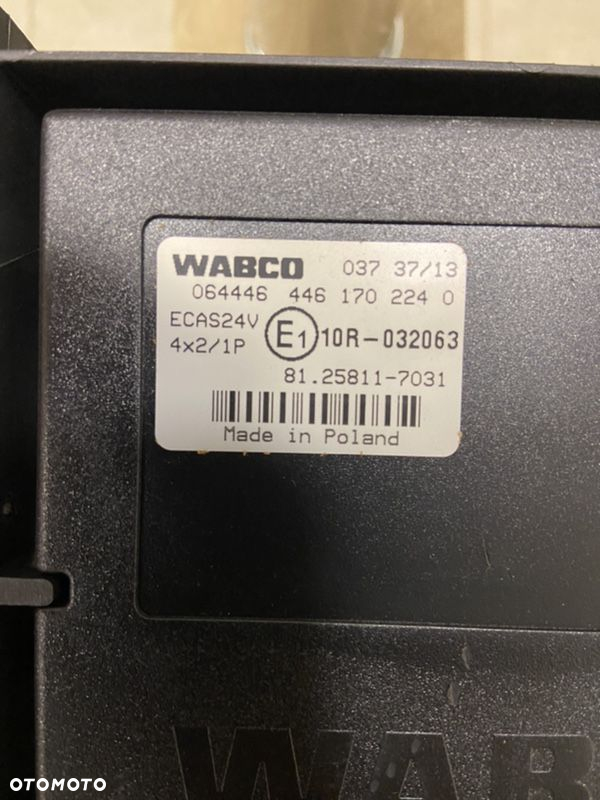 WABCO 037 37/13
064446 446 170 224 0
ECAS24V
4x2/1P
E1 10R-032063
81.25811-7031
Made in Poland
WAB
OTOMOTO